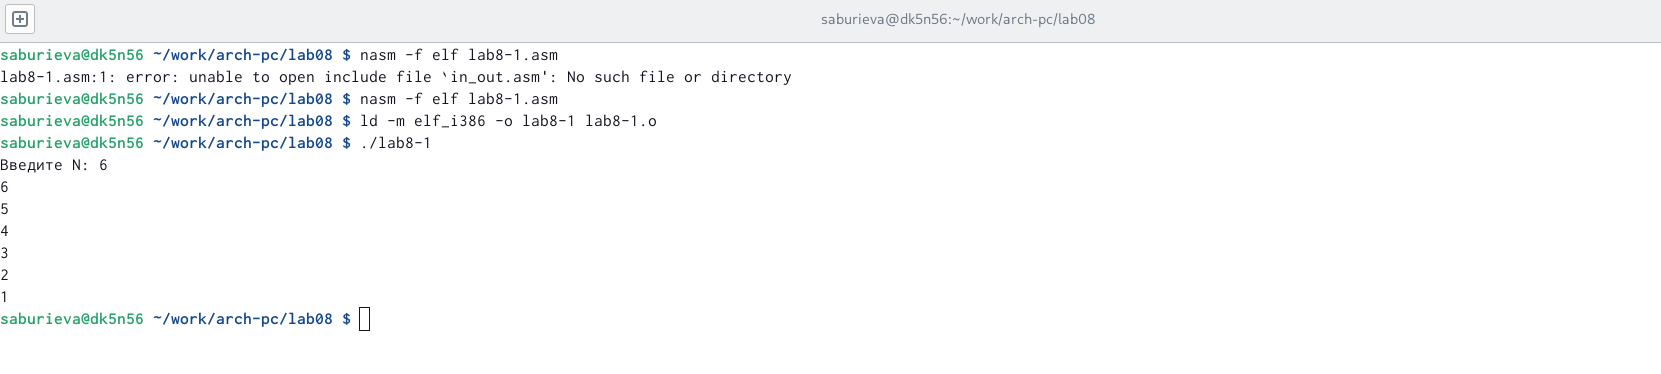 saburieva@dk5n56:~/work/arch-pc/lab08
saburieva@dk5n56 ~/work/arch-pc/lab08 $ nasm -f elf lab8-1.asm
lab8-1.asm:1: error: unable to open include file `in_out.asm': No such file or directory
saburieva@dk5n56 ~/work/arch-pc/lab08 $ nasm -f elf lab8-1.asm
saburieva@dk5n56 ~/work/arch-pc/lab08 $ ld -m elf_i386 -o lab8-1 lab8-1.o
saburieva@dk5n56 ~/work/arch-pc/lab08 $ ./lab8-1
Введите N: 6
6
5
4
3
2
1
saburieva@dk5n56 ~/work/arch-pc/lab08 $